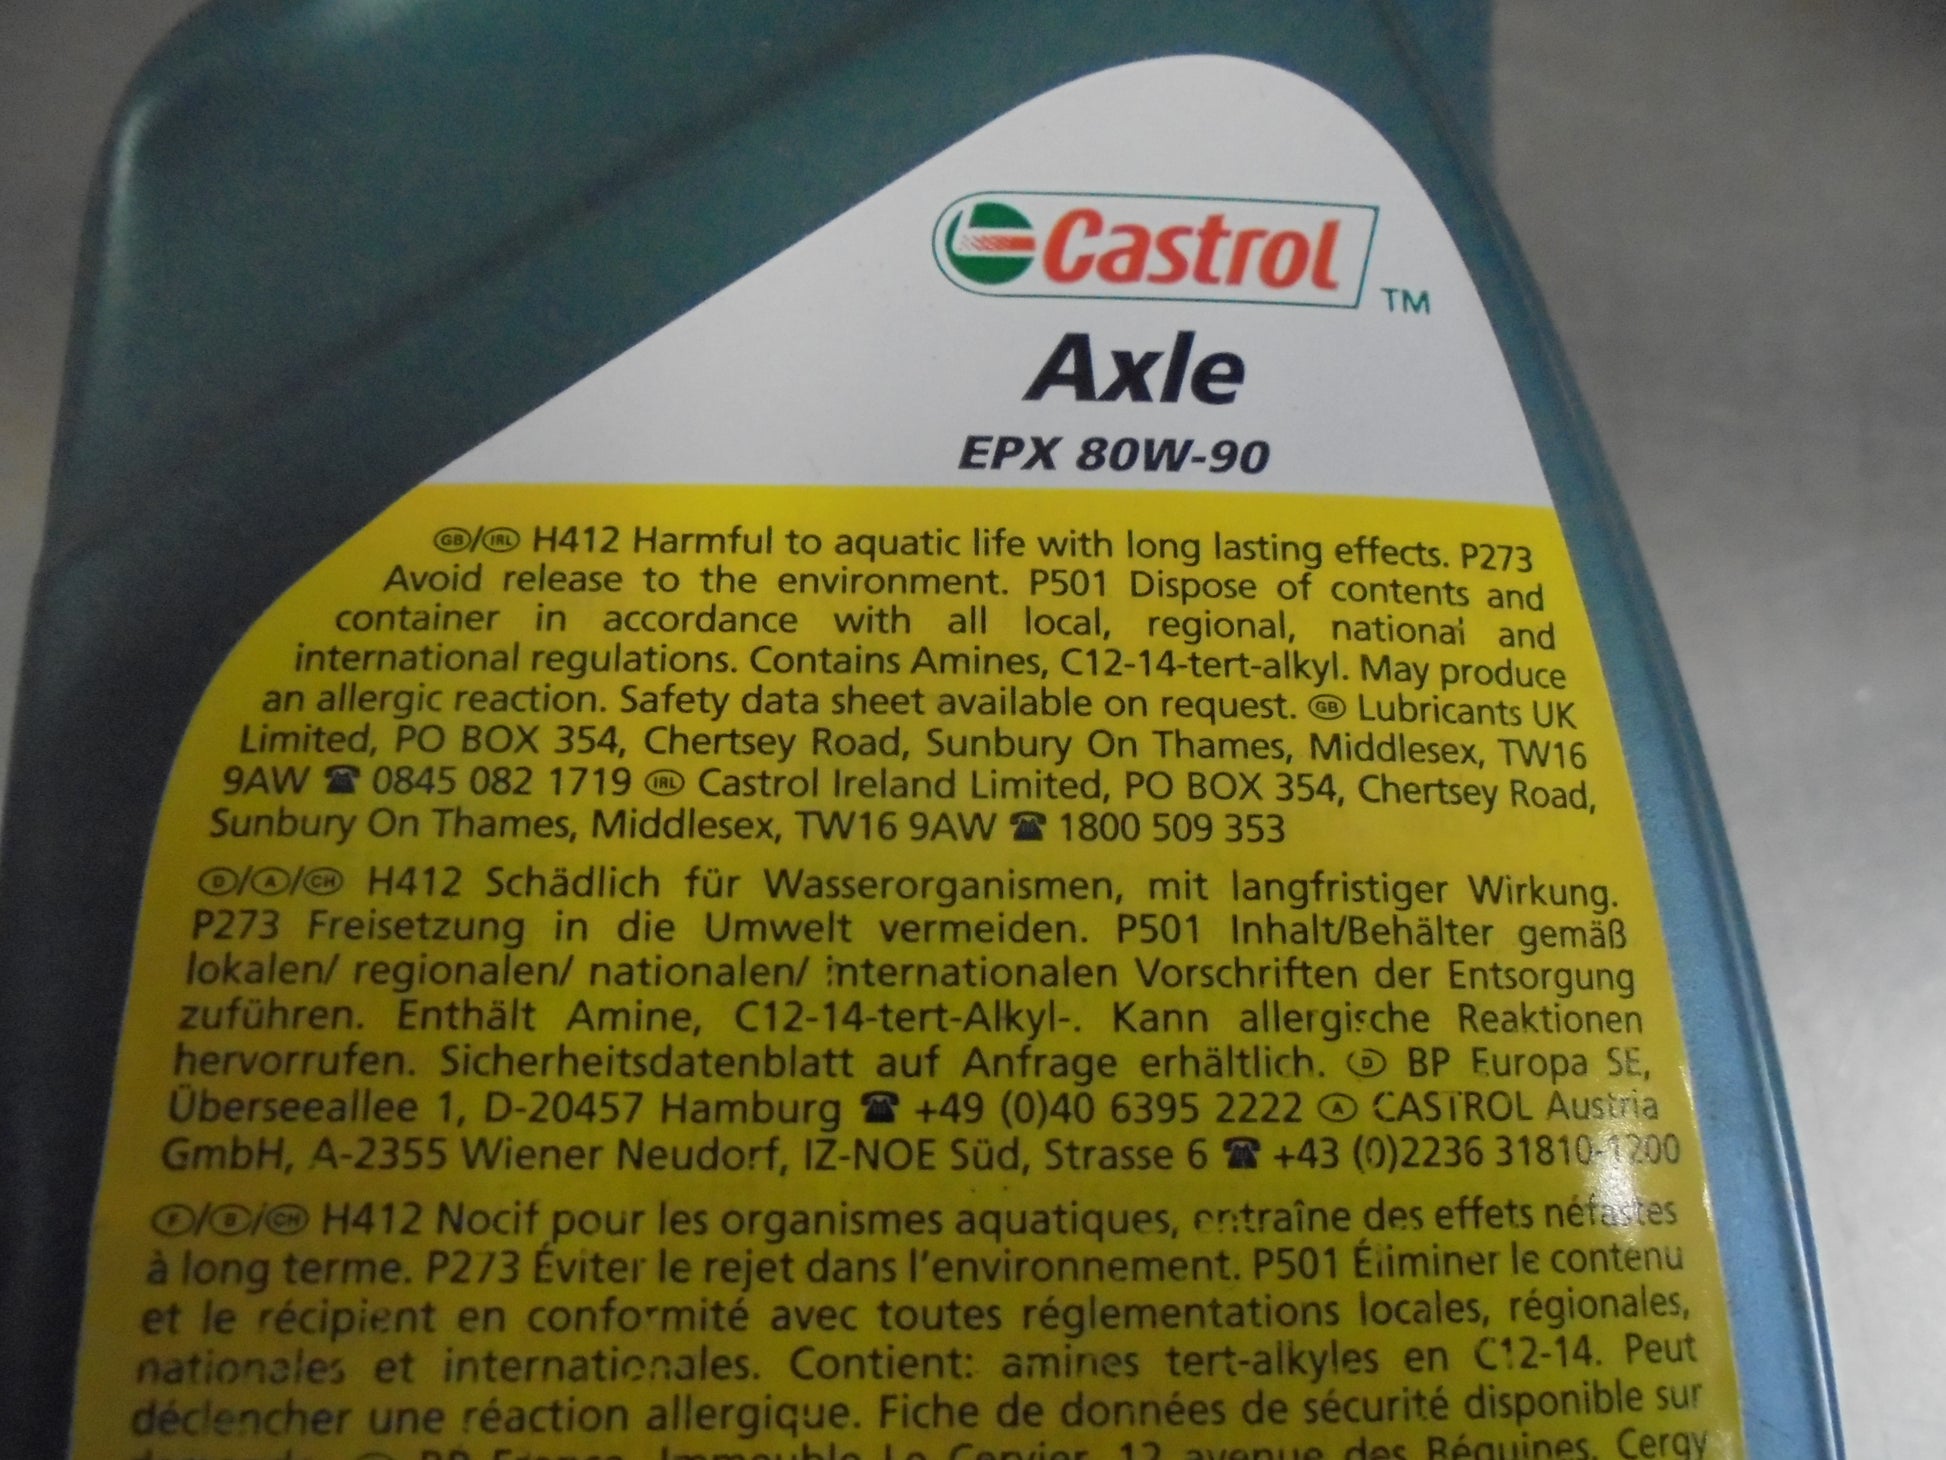 Castrol TM
Axle
EPX 80W-90
GB/IRL H412 Harmful to aquatic life with long lasting effects. P273
Avoid release to the environment. P501 Dispose of contents and
container in accordance with all local, regional, national and
international regulations. Contains Amines, C12-14-tert-alkyl. May produce
an allergic reaction. Safety data sheet available on request. GB Lubricants UK
Limited, PO BOX 354, Chertsey Road, Sunbury On Thames, Middlesex, TW16
9AW ☎ 0845 082 1719 IRL Castrol Ireland Limited, PO BOX 354, Chertsey Road,
Sunbury On Thames, Middlesex, TW16 9AW ☎ 1800 509 353
D/A/CH H412 Schädlich für Wasserorganismen, mit langfristiger Wirkung.
P273 Freisetzung in die Umwelt vermeiden. P501 Inhalt/Behälter gemäß
lokalen/ regionalen/ nationalen/ internationalen Vorschriften der Entsorgung
zuführen. Enthält Amine, C12-14-tert-Alkyl-. Kann allergische Reaktionen
hervorrufen. Sicherheitsdatenblatt auf Anfrage erhältlich. D BP Europa SE,
Überseeallee 1, D-20457 Hamburg ☎ +49 (0)40 6395 2222 A CASTROL Austria
GmbH, A-2355 Wiener Neudorf, IZ-NOE Süd, Strasse 6 ☎ +43 (0)2236 31810-1200
F/B/CH H412 Nocif pour les organismes aquatiques, entraîne des effets néfastes
à long terme. P273 Éviter le rejet dans l'environnement. P501 Éliminer le contenu
et le récipient en conformité avec toutes réglementations locales, régionales,
nationales et internationales. Contient: amines tert-alkyles en C12-14. Peut
déclencher une réaction allergique. Fiche de données de sécurité disponible sur
BP France, Immeuble Le Cervier, 12 avenue des Béguines, Cergy